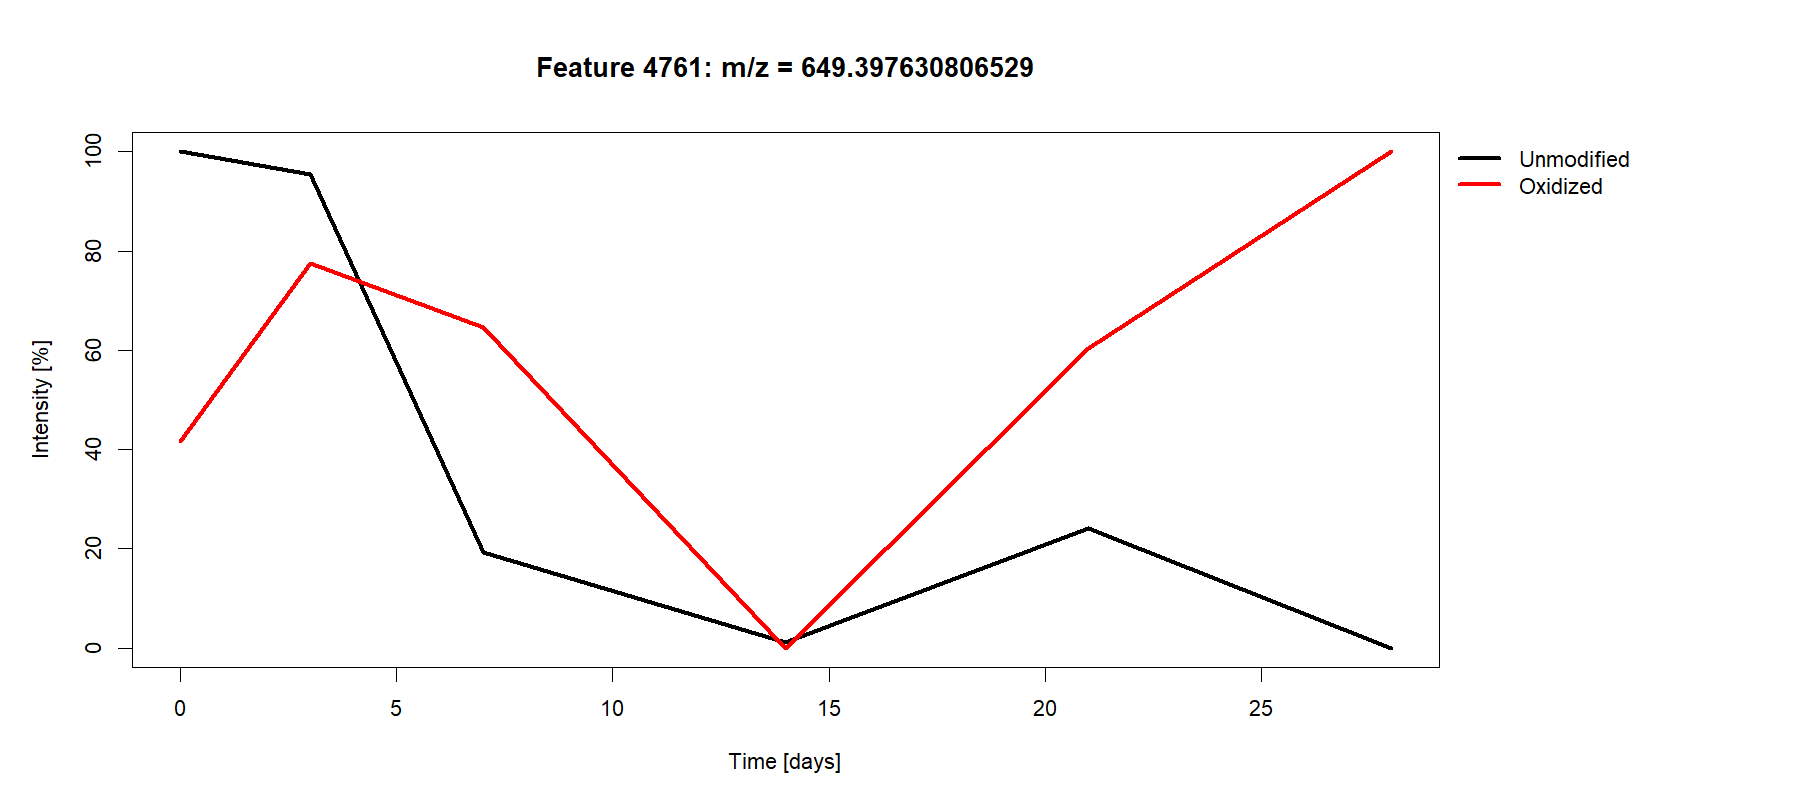 Feature 4761: m/z = 649.397630806529
Unmodified
Oxidized
Intensity [%]
100
80
60
40
20
0
0 5 10 15 20 25
Time [days]